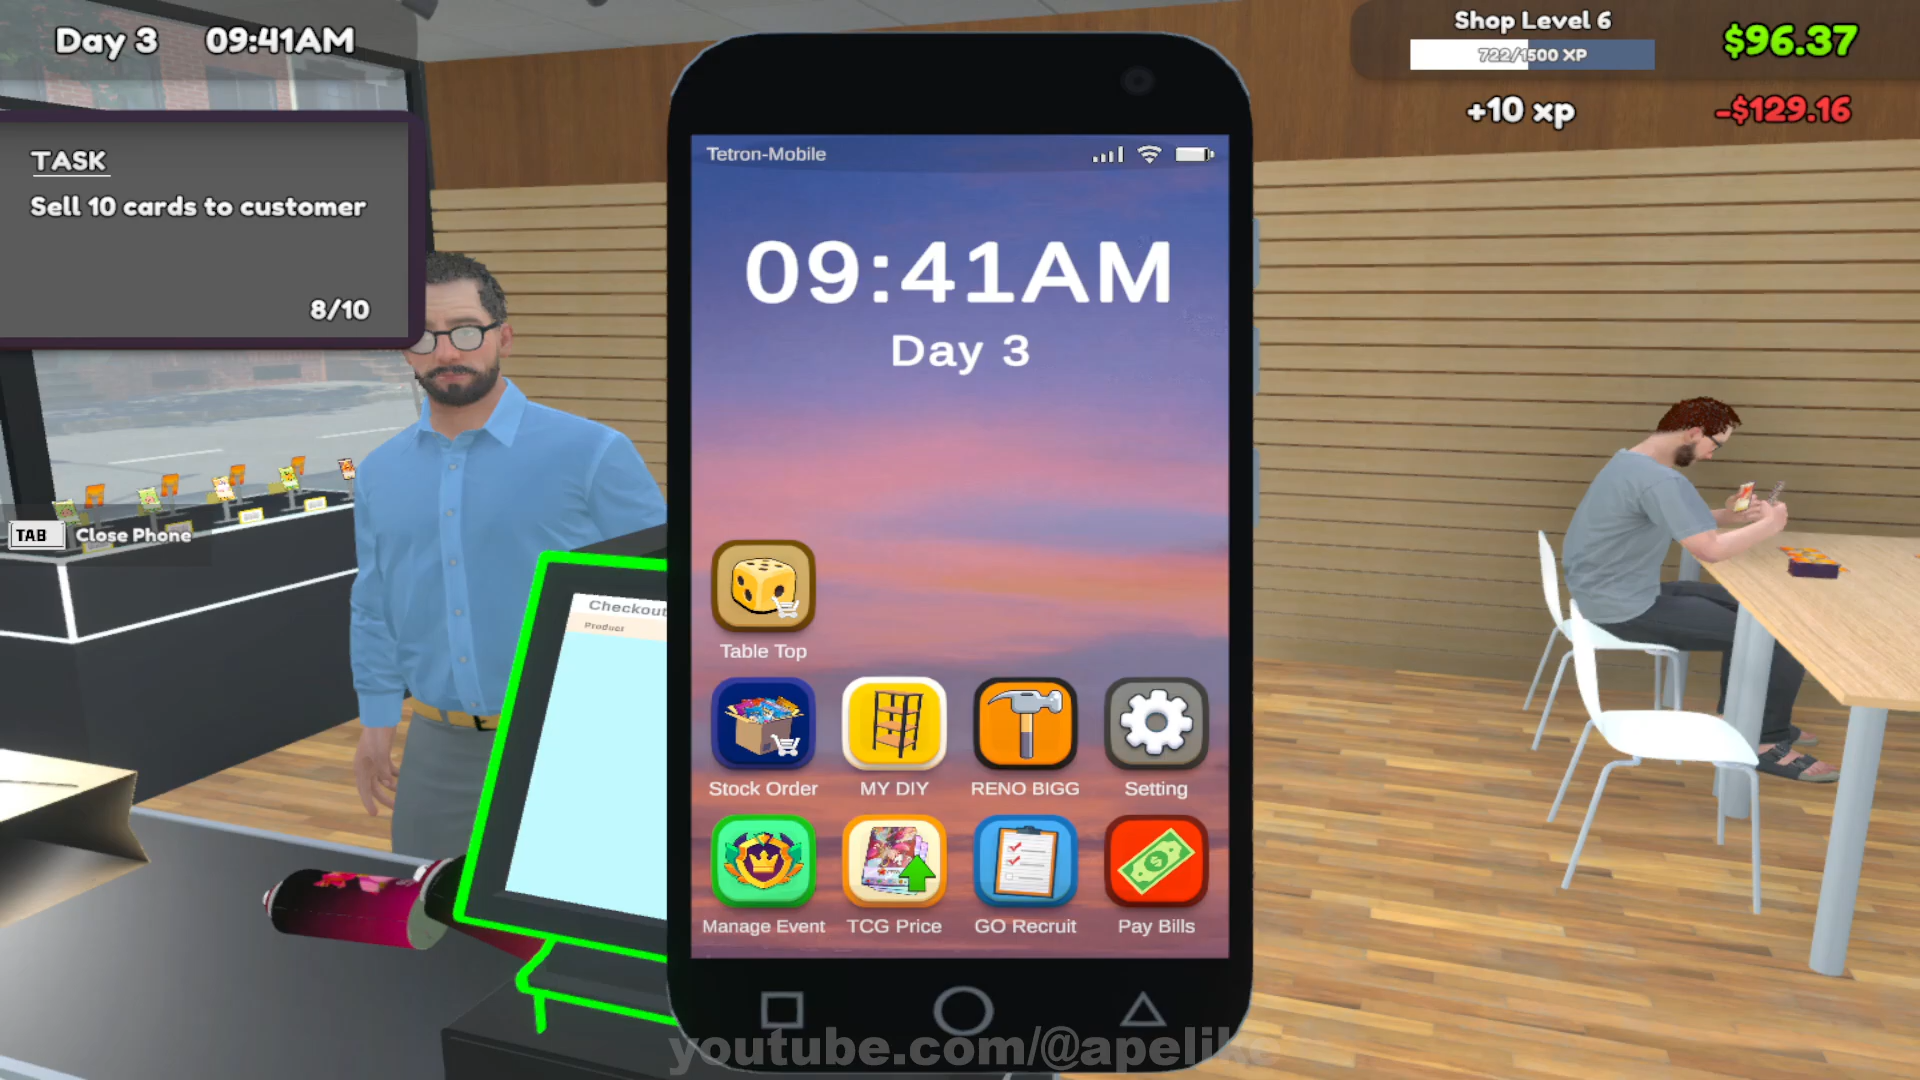 Day 3 09:41AM
Shop Level 6
722/1500 XP
$96.37
+10 xp
-$129.16
TASK
Sell 10 cards to customer
8/10
TAB Close Phone
Tetron-Mobile
09:41AM
Day 3
Table Top
Stock Order
MY DIY
RENO BIGG
Setting
Manage Event
TCG Price
GO Recruit
Pay Bills
Checkout
Product
youtube.com/@apelike